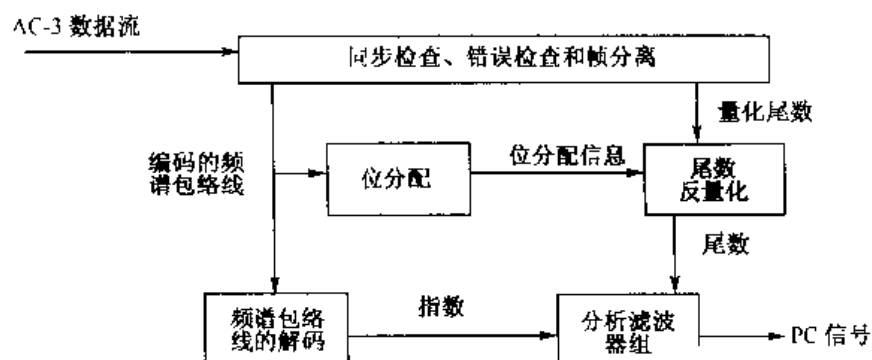 AC-3 数据流
同步检查、错误检查和帧分离
量化尾数
编码的频
谱包络线
位分配
位分配信息
尾数
反量化
尾数
频谱包络
线的解码
指数
分析滤波
器组
PC 信号